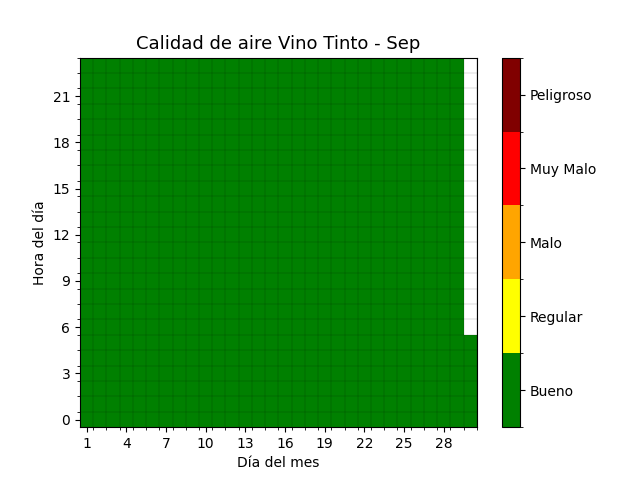 Calidad de aire Vino Tinto - Sep
Hora del día
21
18
15
12
9
6
3
0
1 4 7 10 13 16 19 22 25 28
Día del mes
Peligroso
Muy Malo
Malo
Regular
Bueno